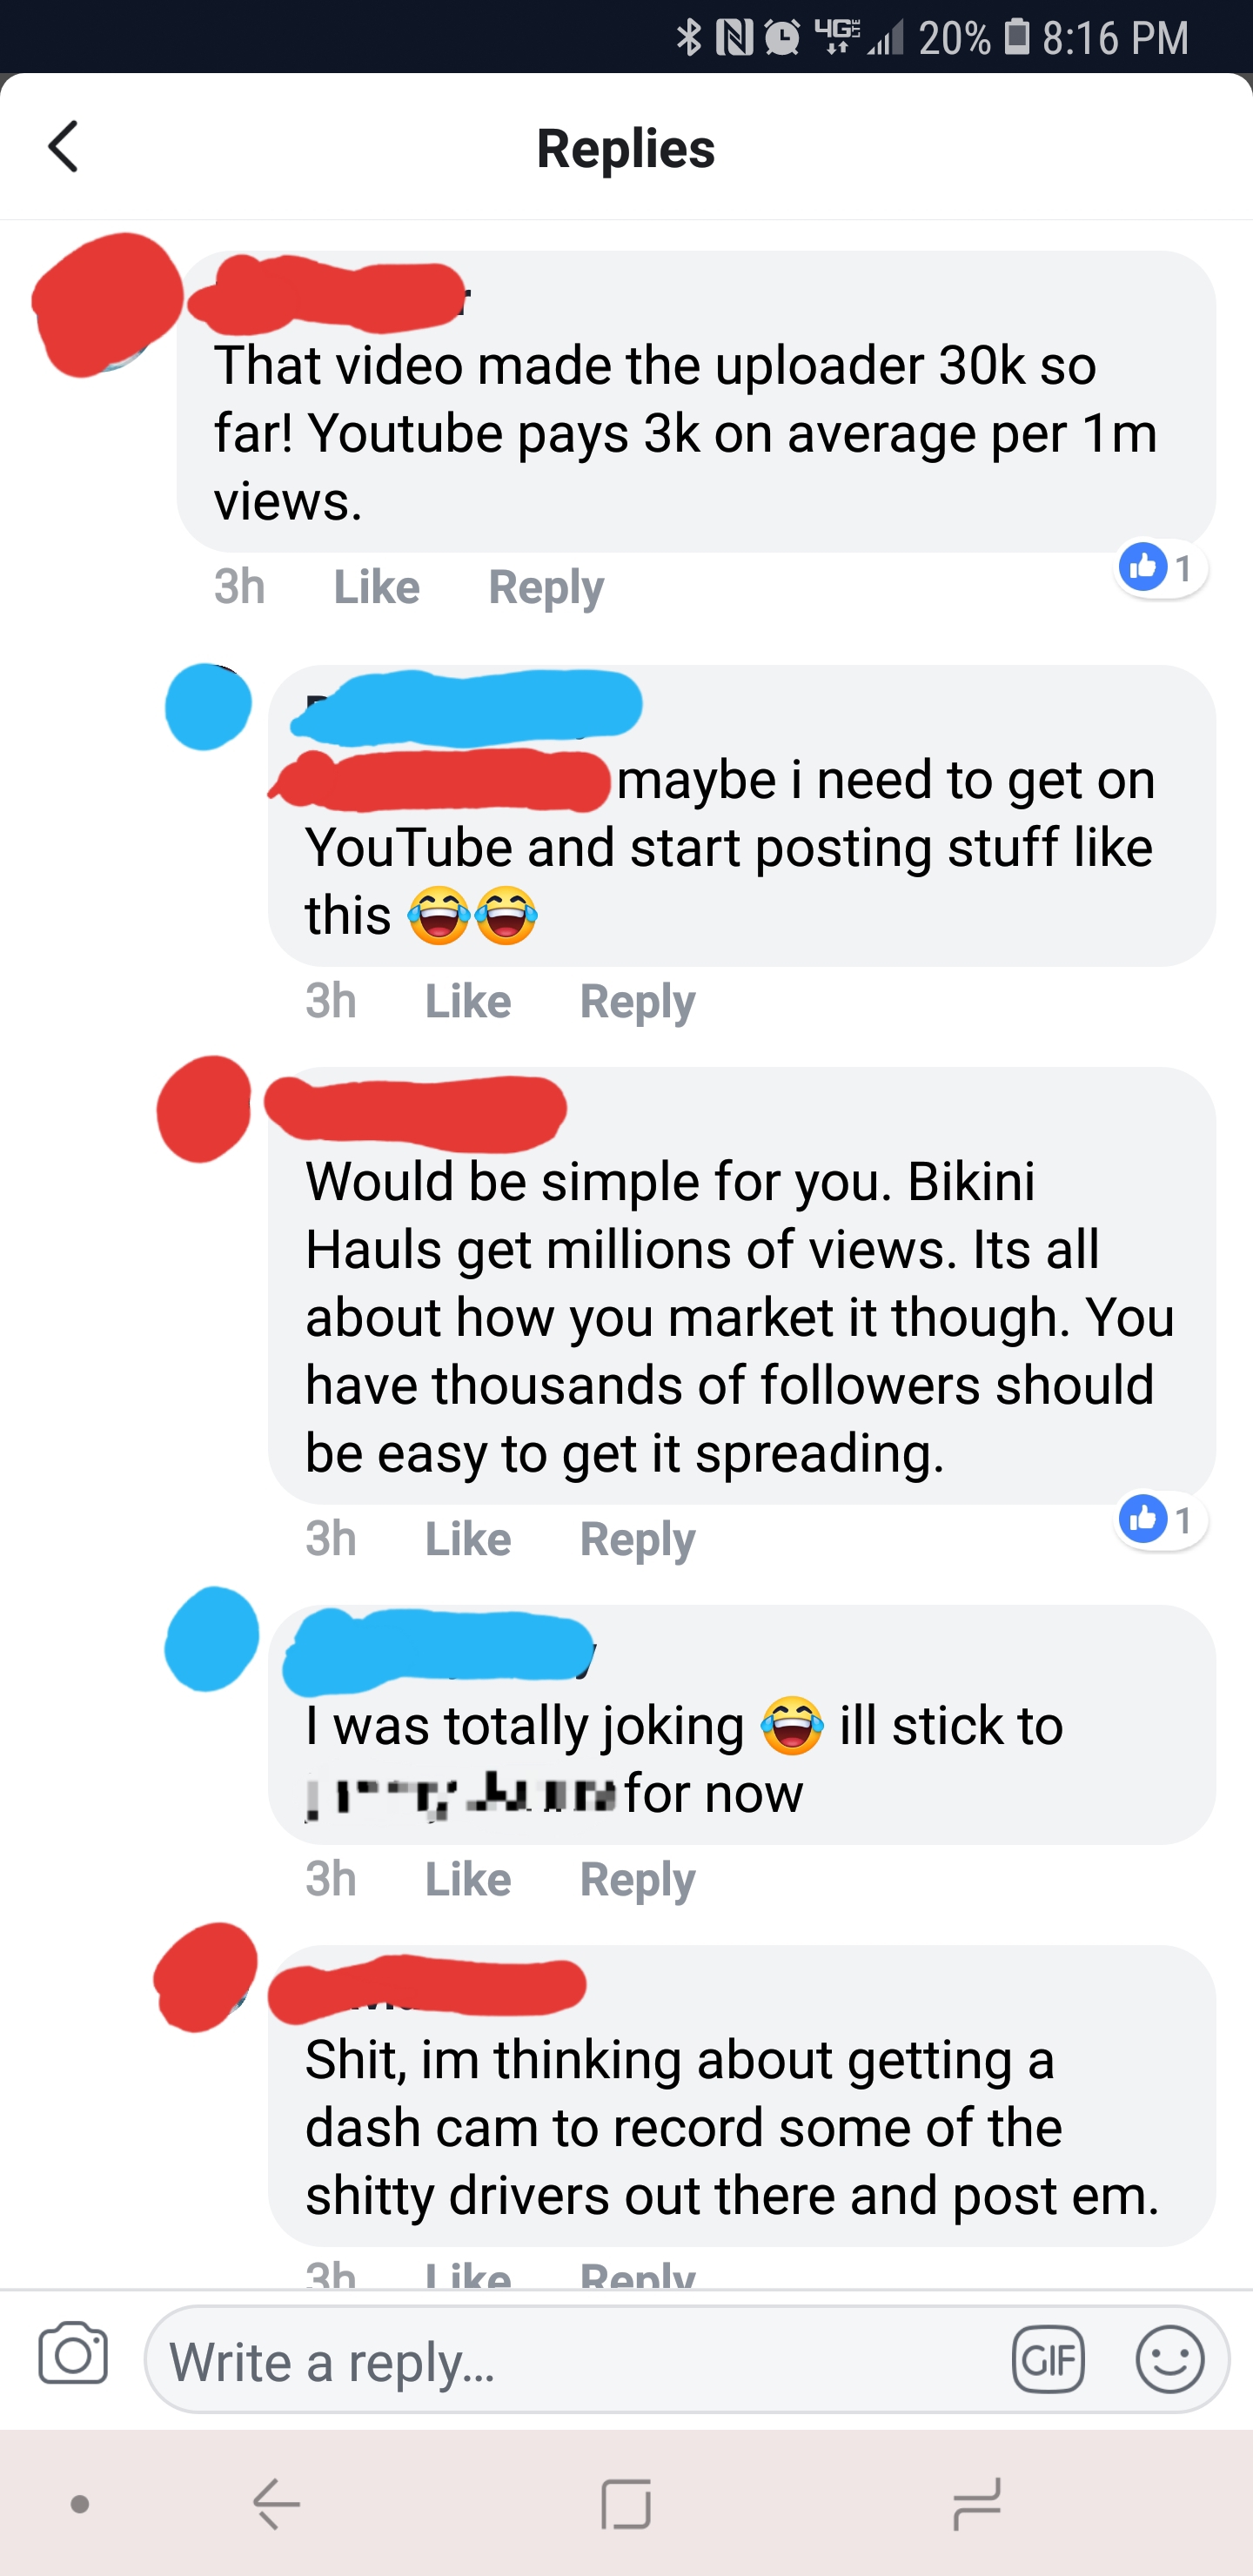 4G LTE 20% 8:16 PM
Replies
That video made the uploader 30k so
far! Youtube pays 3k on average per 1m
views.
3h Like Reply 1
maybe i need to get on
YouTube and start posting stuff like
this 😂😂
3h Like Reply
Would be simple for you. Bikini
Hauls get millions of views. Its all
about how you market it though. You
have thousands of followers should
be easy to get it spreading.
3h Like Reply 1
I was totally joking 😂 ill stick to
for now
3h Like Reply
Shit, im thinking about getting a
dash cam to record some of the
shitty drivers out there and post em.
3h Like Reply
Write a reply... GIF